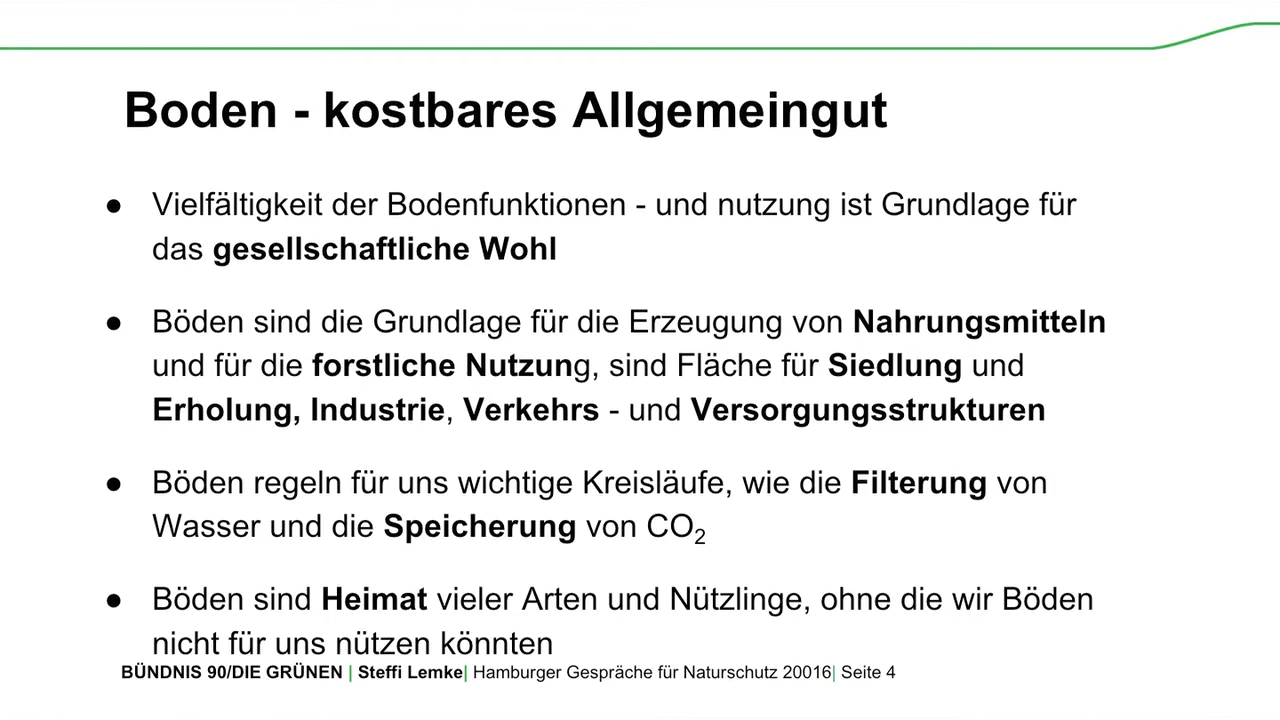 Boden - kostbares Allgemeingut
● Vielfältigkeit der Bodenfunktionen - und nutzung ist Grundlage für
das gesellschaftliche Wohl
● Böden sind die Grundlage für die Erzeugung von Nahrungsmitteln
und für die forstliche Nutzung, sind Fläche für Siedlung und
Erholung, Industrie, Verkehrs - und Versorgungsstrukturen
● Böden regeln für uns wichtige Kreisläufe, wie die Filterung von
Wasser und die Speicherung von CO₂
● Böden sind Heimat vieler Arten und Nützlinge, ohne die wir Böden
nicht für uns nützen könnten
BÜNDNIS 90/DIE GRÜNEN | Steffi Lemke| Hamburger Gespräche für Naturschutz 20016| Seite 4